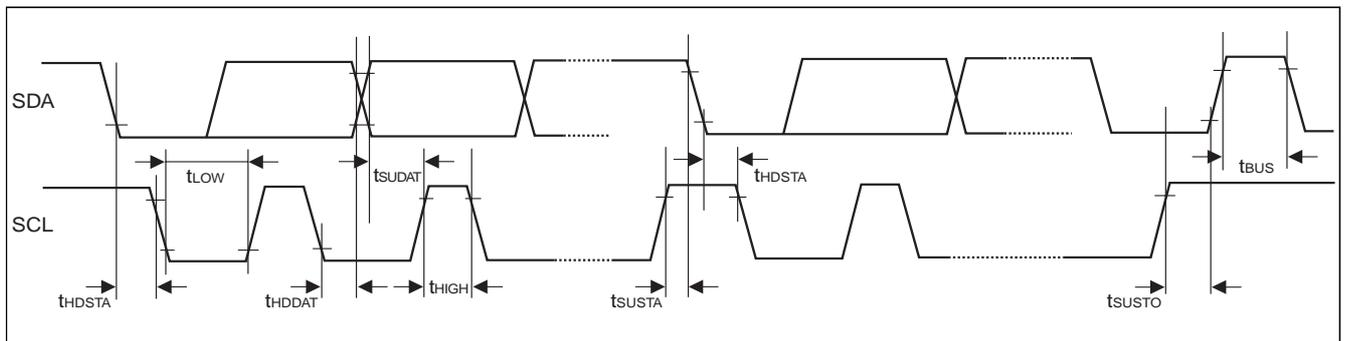 SDA
tLOW
tSUDAT
tHDSTA
tBUS
SCL
tHDSTA
tHDDAT
tHIGH
tSUSTA
tSUSTO